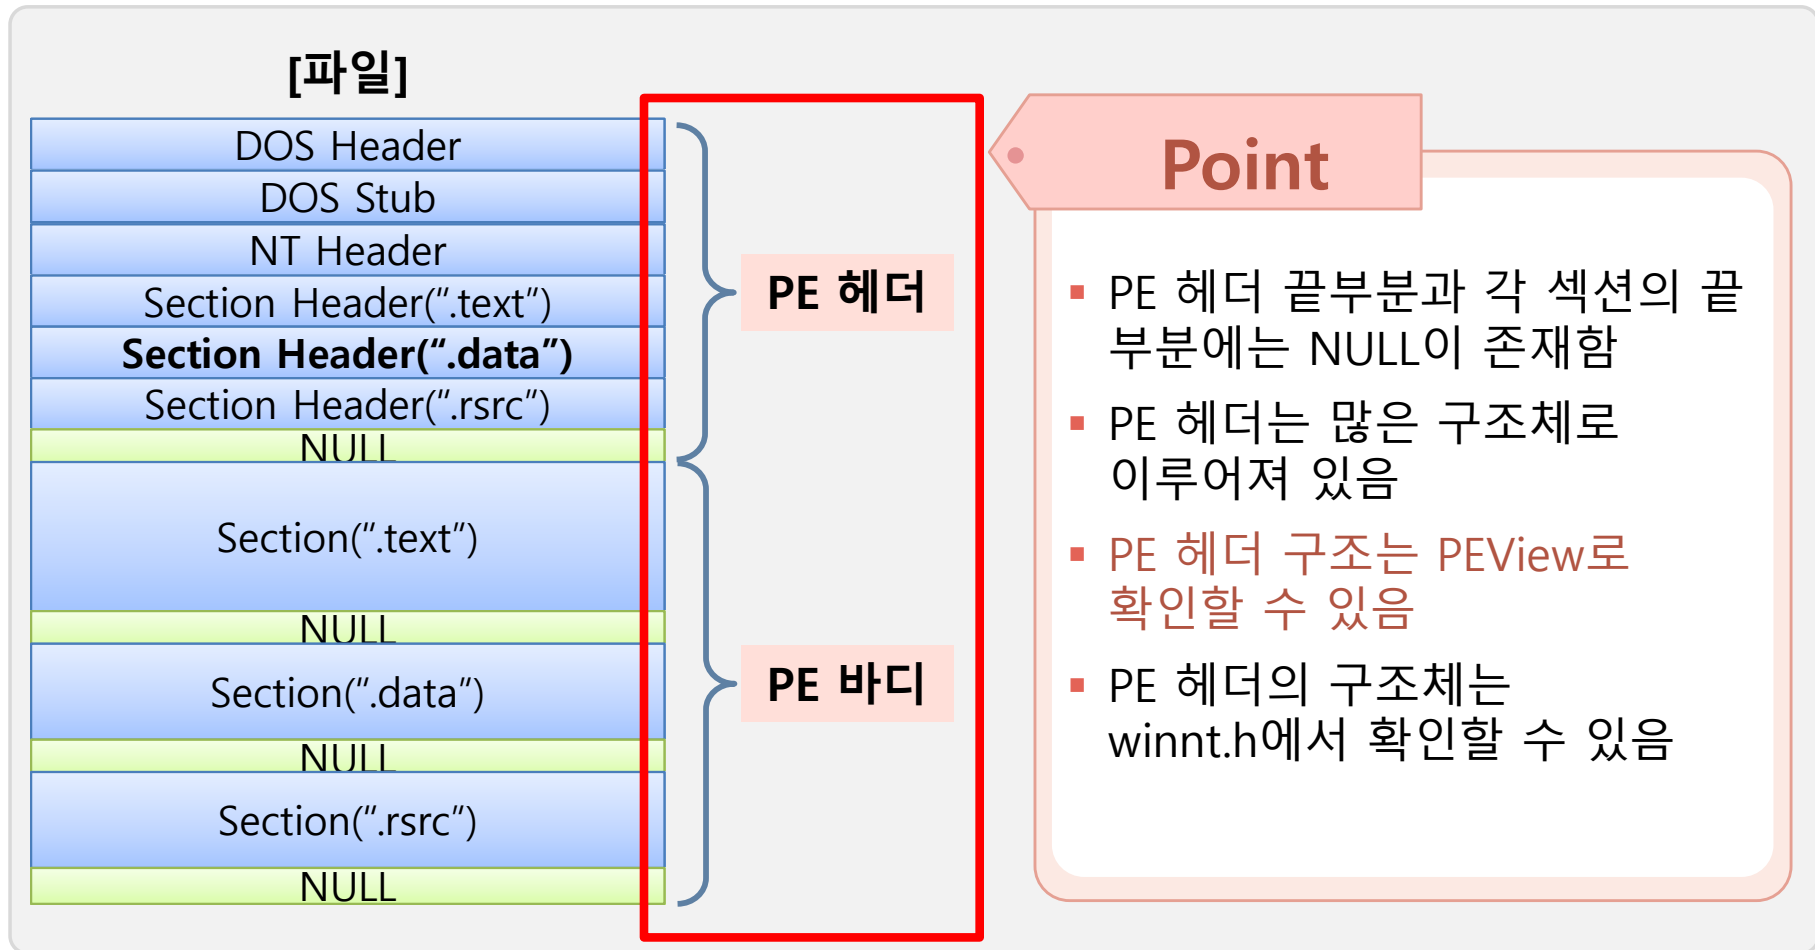 [파일]
DOS Header
DOS Stub
NT Header
Section Header(".text")
Section Header(".data")
Section Header(".rsrc")
NULL
Section(".text")
NULL
Section(".data")
NULL
Section(".rsrc")
NULL
PE 헤더
PE 바디
Point
▪ PE 헤더 끝부분과 각 섹션의 끝
부분에는 NULL이 존재함
▪ PE 헤더는 많은 구조체로
이루어져 있음
▪ PE 헤더 구조는 PEView로
확인할 수 있음
▪ PE 헤더의 구조체는
winnt.h에서 확인할 수 있음